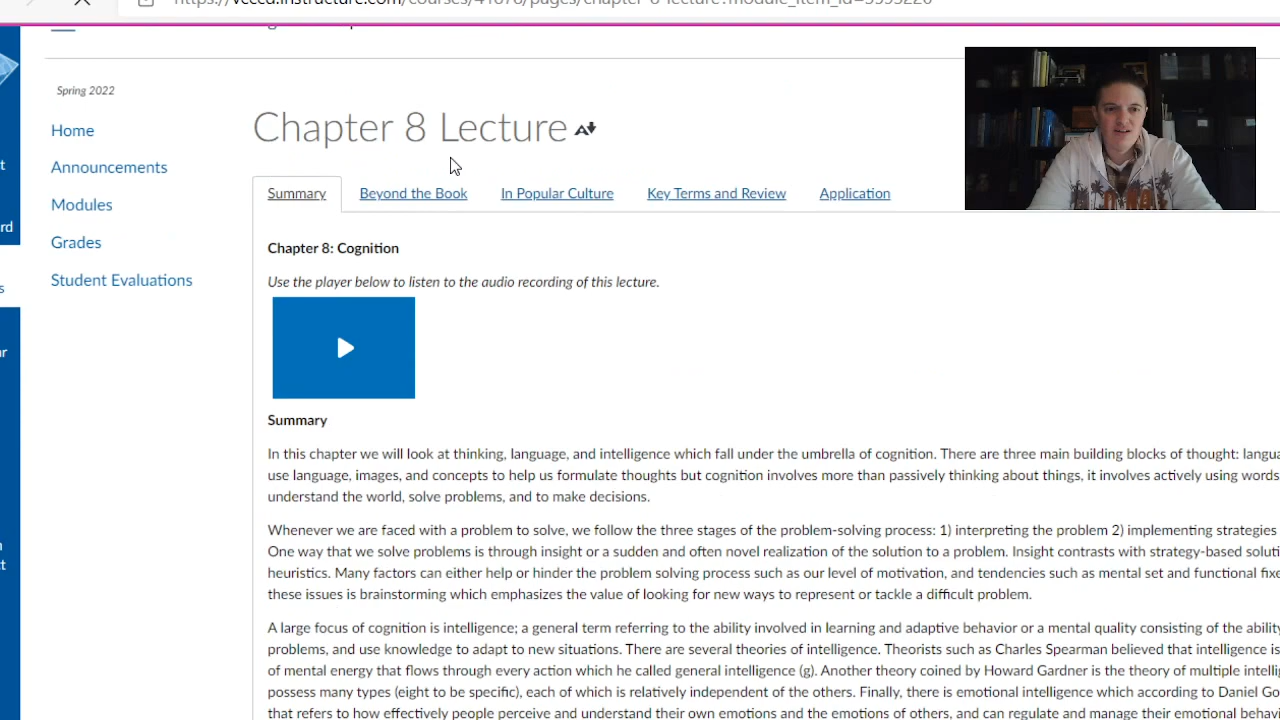 Spring 2022
Home
Announcements
Modules
Grades
Student Evaluations
Chapter 8 Lecture
Summary
Beyond the Book
In Popular Culture
Key Terms and Review
Application
Chapter 8: Cognition
Use the player below to listen to the audio recording of this lecture.
Summary
In this chapter we will look at thinking, language, and intelligence which fall under the umbrella of cognition. There are three main building blocks of thought:
use language, images, and concepts to help us formulate thoughts but cognition involves more than passively thinking about things, it involves actively using words
understand the world, solve problems, and to make decisions.
Whenever we are faced with a problem to solve, we follow the three stages of the problem-solving process: 1) interpreting the problem 2) implementing strategies
One way that we solve problems is through insight or a sudden and often novel realization of the solution to a problem. Insight contrasts with strategy-based
heuristics. Many factors can either help or hinder the problem solving process such as our level of motivation, and tendencies such as mental set and functional
these issues is brainstorming which emphasizes the value of looking for new ways to represent or tackle a difficult problem.
A large focus of cognition is intelligence; a general term referring to the ability involved in learning and adaptive behavior or a mental quality consisting of the
problems, and use knowledge to adapt to new situations. There are several theories of intelligence. Theorists such as Charles Spearman believed that intelligence is
of mental energy that flows through every action which he called general intelligence (g). Another theory coined by Howard Gardner is the theory of multiple
possess many types (eight to be specific), each of which is relatively independent of the others. Finally, there is emotional intelligence which according to Daniel
that refers to how effectively people perceive and understand their own emotions and the emotions of others, and can regulate and manage their emotional